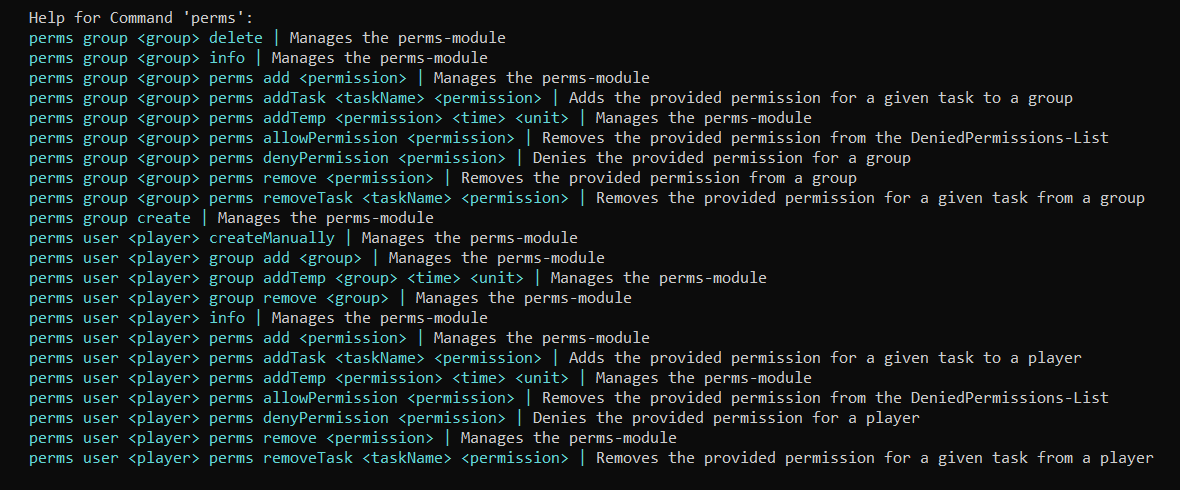 Help for Command 'perms':
perms group <group> delete | Manages the perms-module
perms group <group> info | Manages the perms-module
perms group <group> perms add <permission> | Manages the perms-module
perms group <group> perms addTask <taskName> <permission> | Adds the provided permission for a given task to a group
perms group <group> perms addTemp <permission> <time> <unit> | Manages the perms-module
perms group <group> perms allowPermission <permission> | Removes the provided permission from the DeniedPermissions-List
perms group <group> perms denyPermission <permission> | Denies the provided permission for a group
perms group <group> perms remove <permission> | Removes the provided permission from a group
perms group <group> perms removeTask <taskName> <permission> | Removes the provided permission for a given task from a group
perms group create | Manages the perms-module
perms user <player> createManually | Manages the perms-module
perms user <player> group add <group> | Manages the perms-module
perms user <player> group addTemp <group> <time> <unit> | Manages the perms-module
perms user <player> group remove <group> | Manages the perms-module
perms user <player> info | Manages the perms-module
perms user <player> perms add <permission> | Manages the perms-module
perms user <player> perms addTask <taskName> <permission> | Adds the provided permission for a given task to a player
perms user <player> perms addTemp <permission> <time> <unit> | Manages the perms-module
perms user <player> perms allowPermission <permission> | Removes the provided permission from the DeniedPermissions-List
perms user <player> perms denyPermission <permission> | Denies the provided permission for a player
perms user <player> perms remove <permission> | Manages the perms-module
perms user <player> perms removeTask <taskName> <permission> | Removes the provided permission for a given task from a player